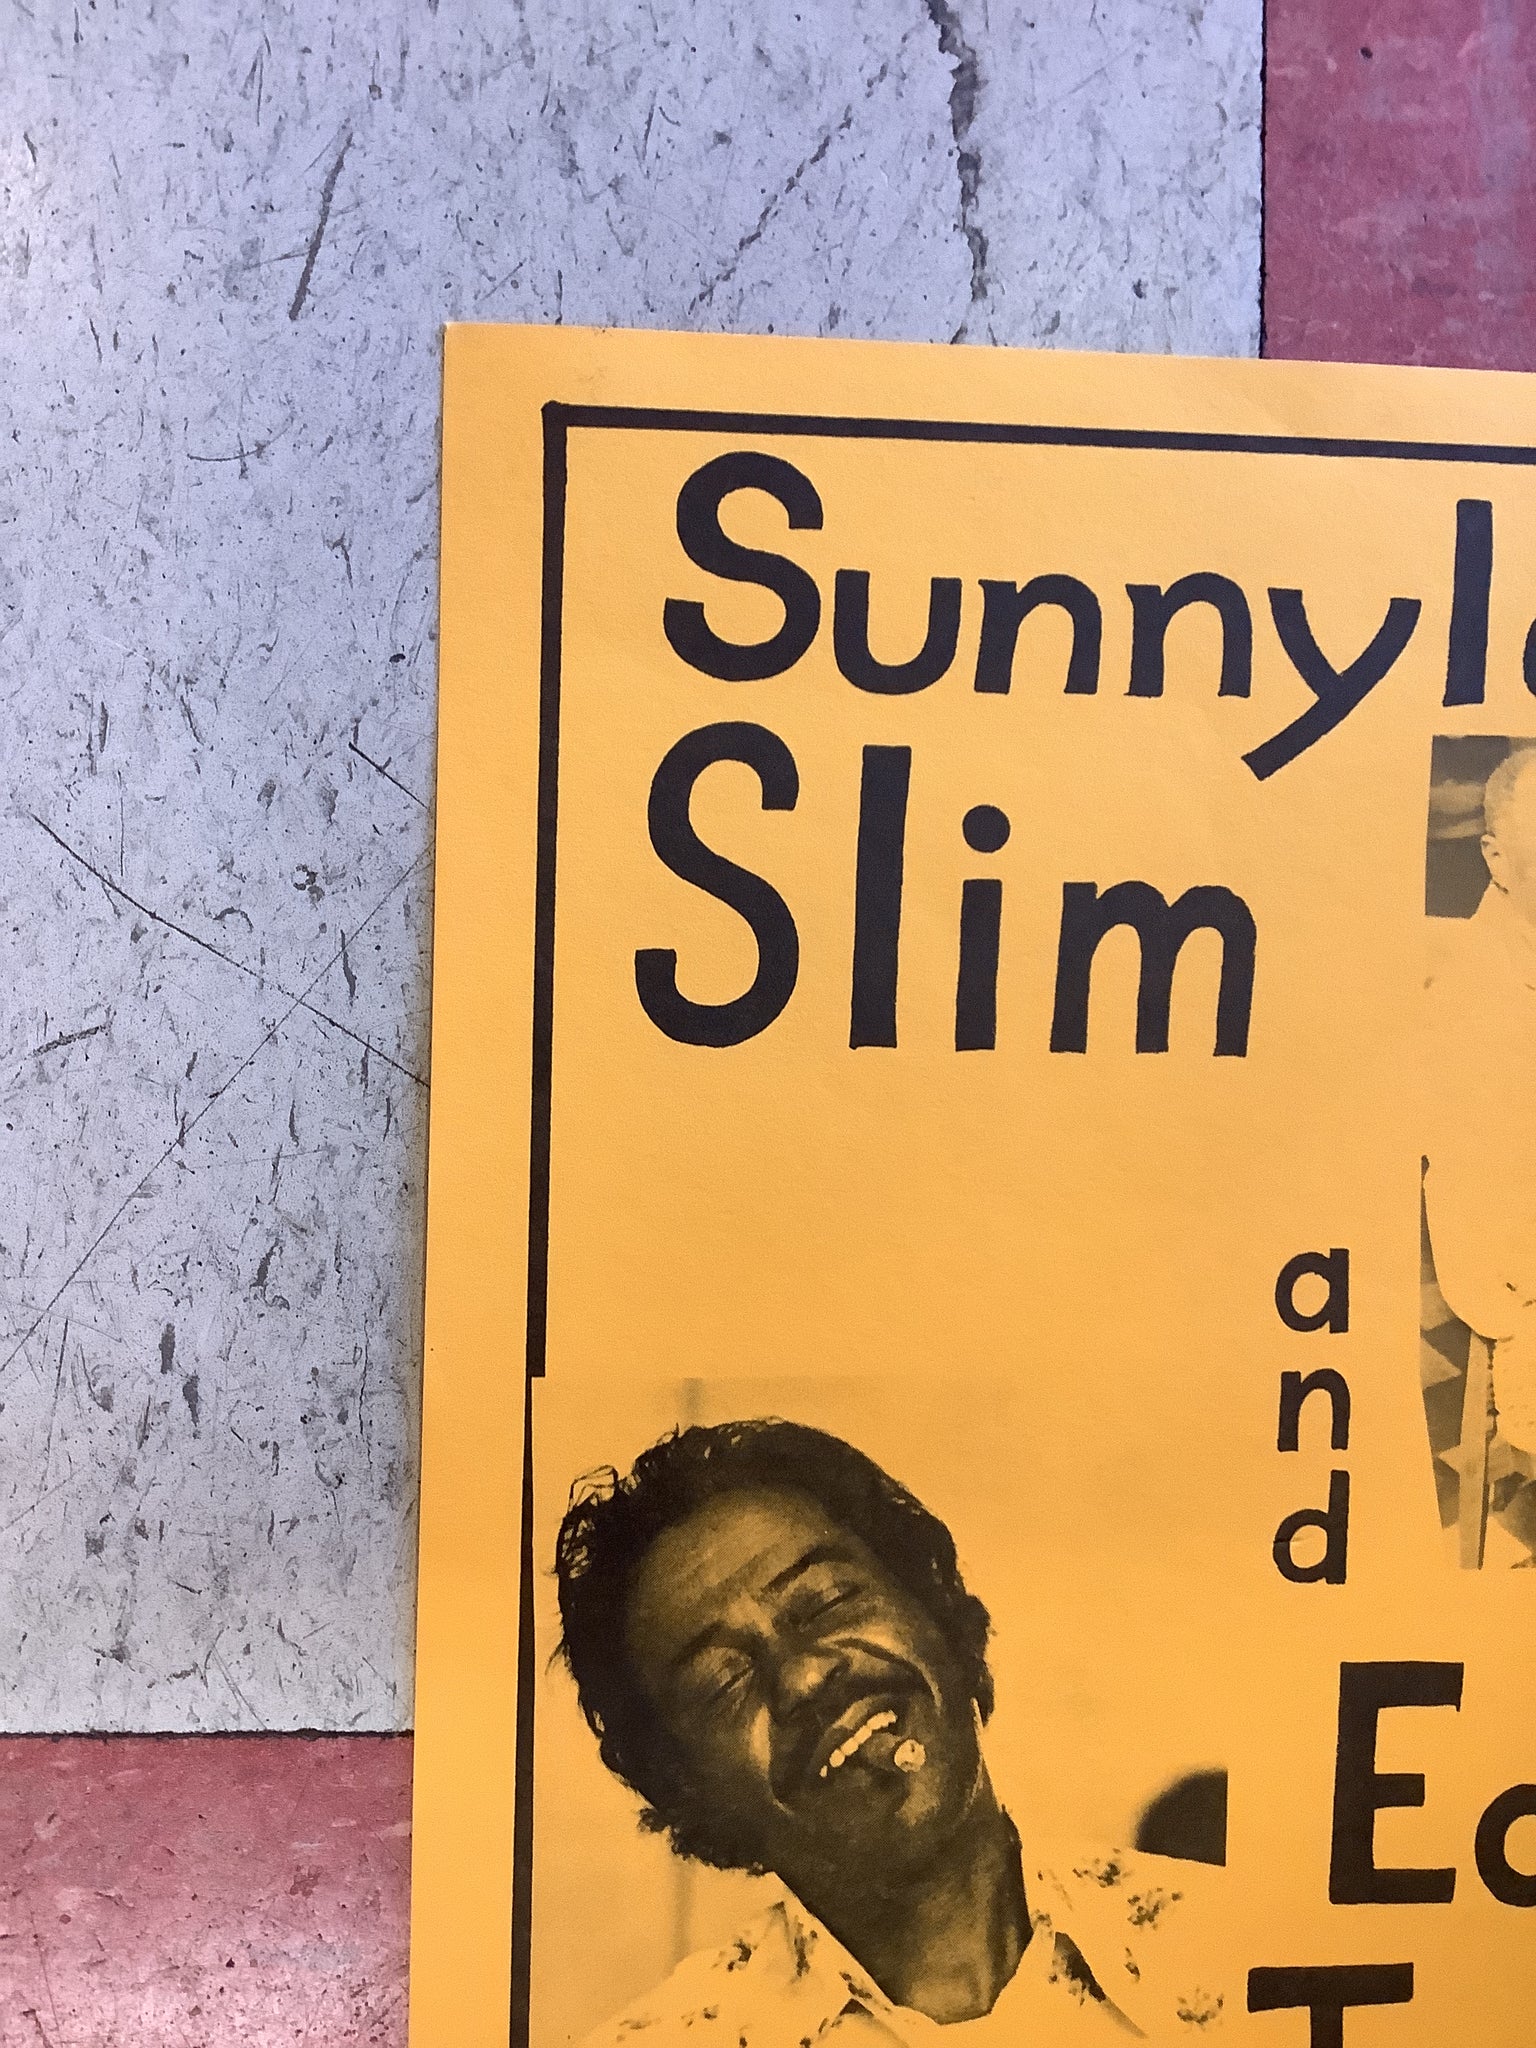 Sunnyl
Slim
and
E
T